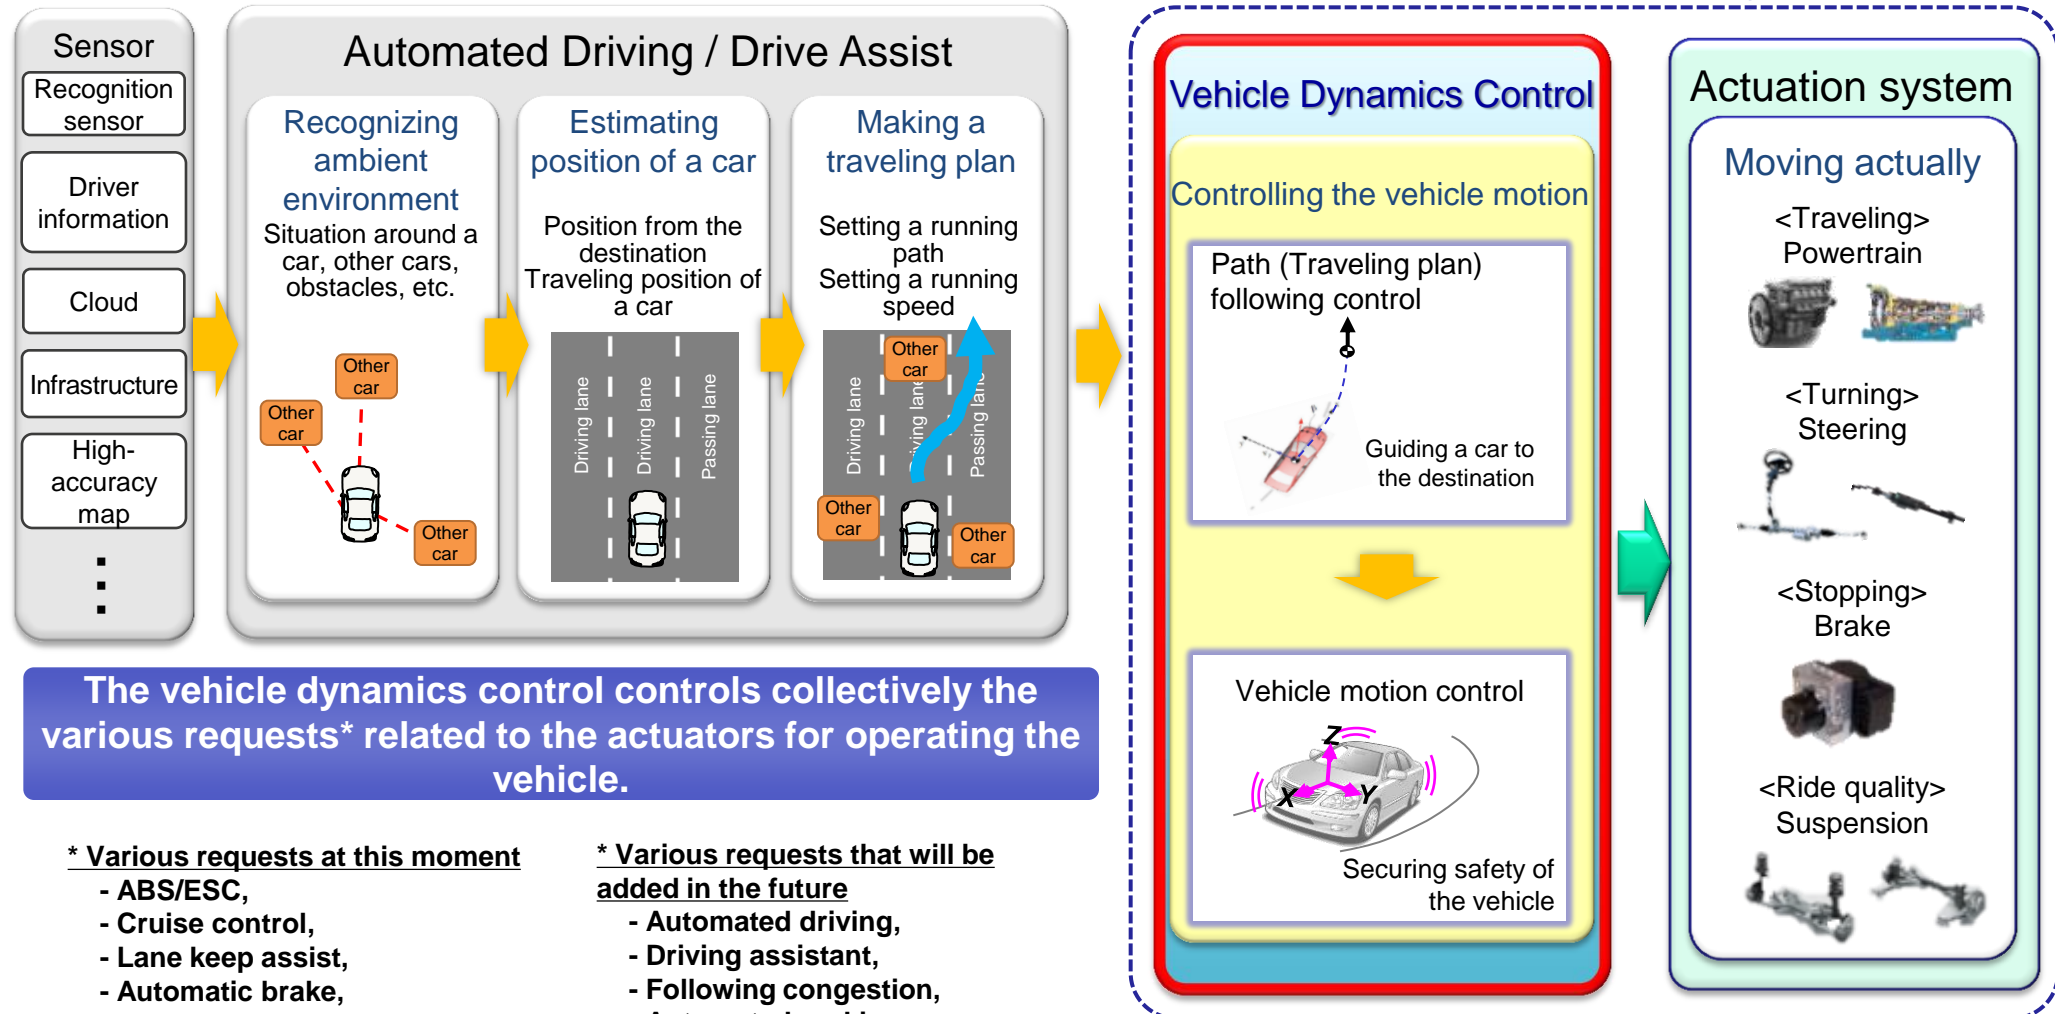 Sensor
Recognition
sensor
Driver
information
Cloud
Infrastructure
High-
accuracy
map
Automated Driving / Drive Assist
Recognizing
ambient
environment
Situation around a
car, other cars,
obstacles, etc.
Other
car
Other
car
Other
car
Estimating
position of a car
Position from the
destination
Traveling position of
a car
Driving lane
Driving lane
Passing lane
Making a
traveling plan
Setting a running
path
Setting a running
speed
Other
car
Driving lane
Driving lane
Passing lane
Other
car
Other
car
Vehicle Dynamics Control
Controlling the vehicle motion
Path (Traveling plan)
following control
Guiding a car to
the destination
Vehicle motion control
Z
X
Y
Securing safety of
the vehicle
Actuation system
Moving actually
<Traveling>
Powertrain
<Turning>
Steering
<Stopping>
Brake
<Ride quality>
Suspension
The vehicle dynamics control controls collectively the
various requests* related to the actuators for operating the
vehicle.
* Various requests at this moment
- ABS/ESC,
- Cruise control,
- Lane keep assist,
- Automatic brake,
* Various requests that will be
added in the future
- Automated driving,
- Driving assistant,
- Following congestion,